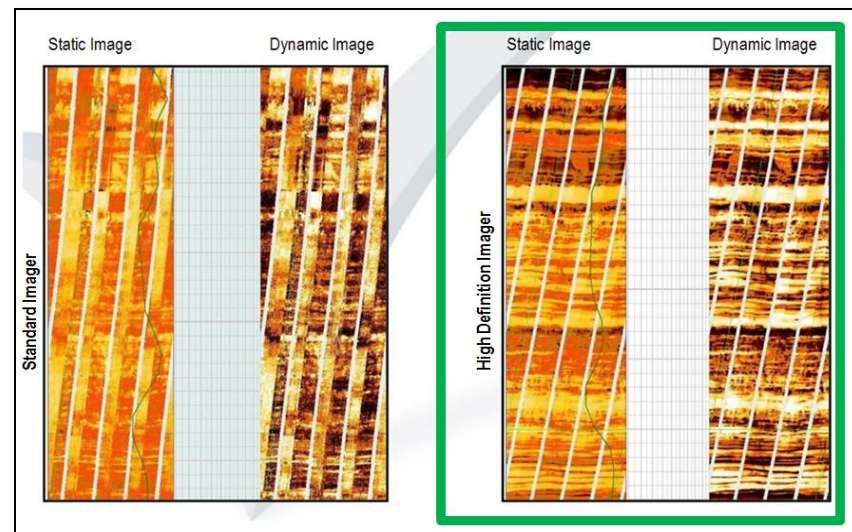 Static Image
Dynamic Image
Standard Imager
Static Image
Dynamic Image
High Definition Imager